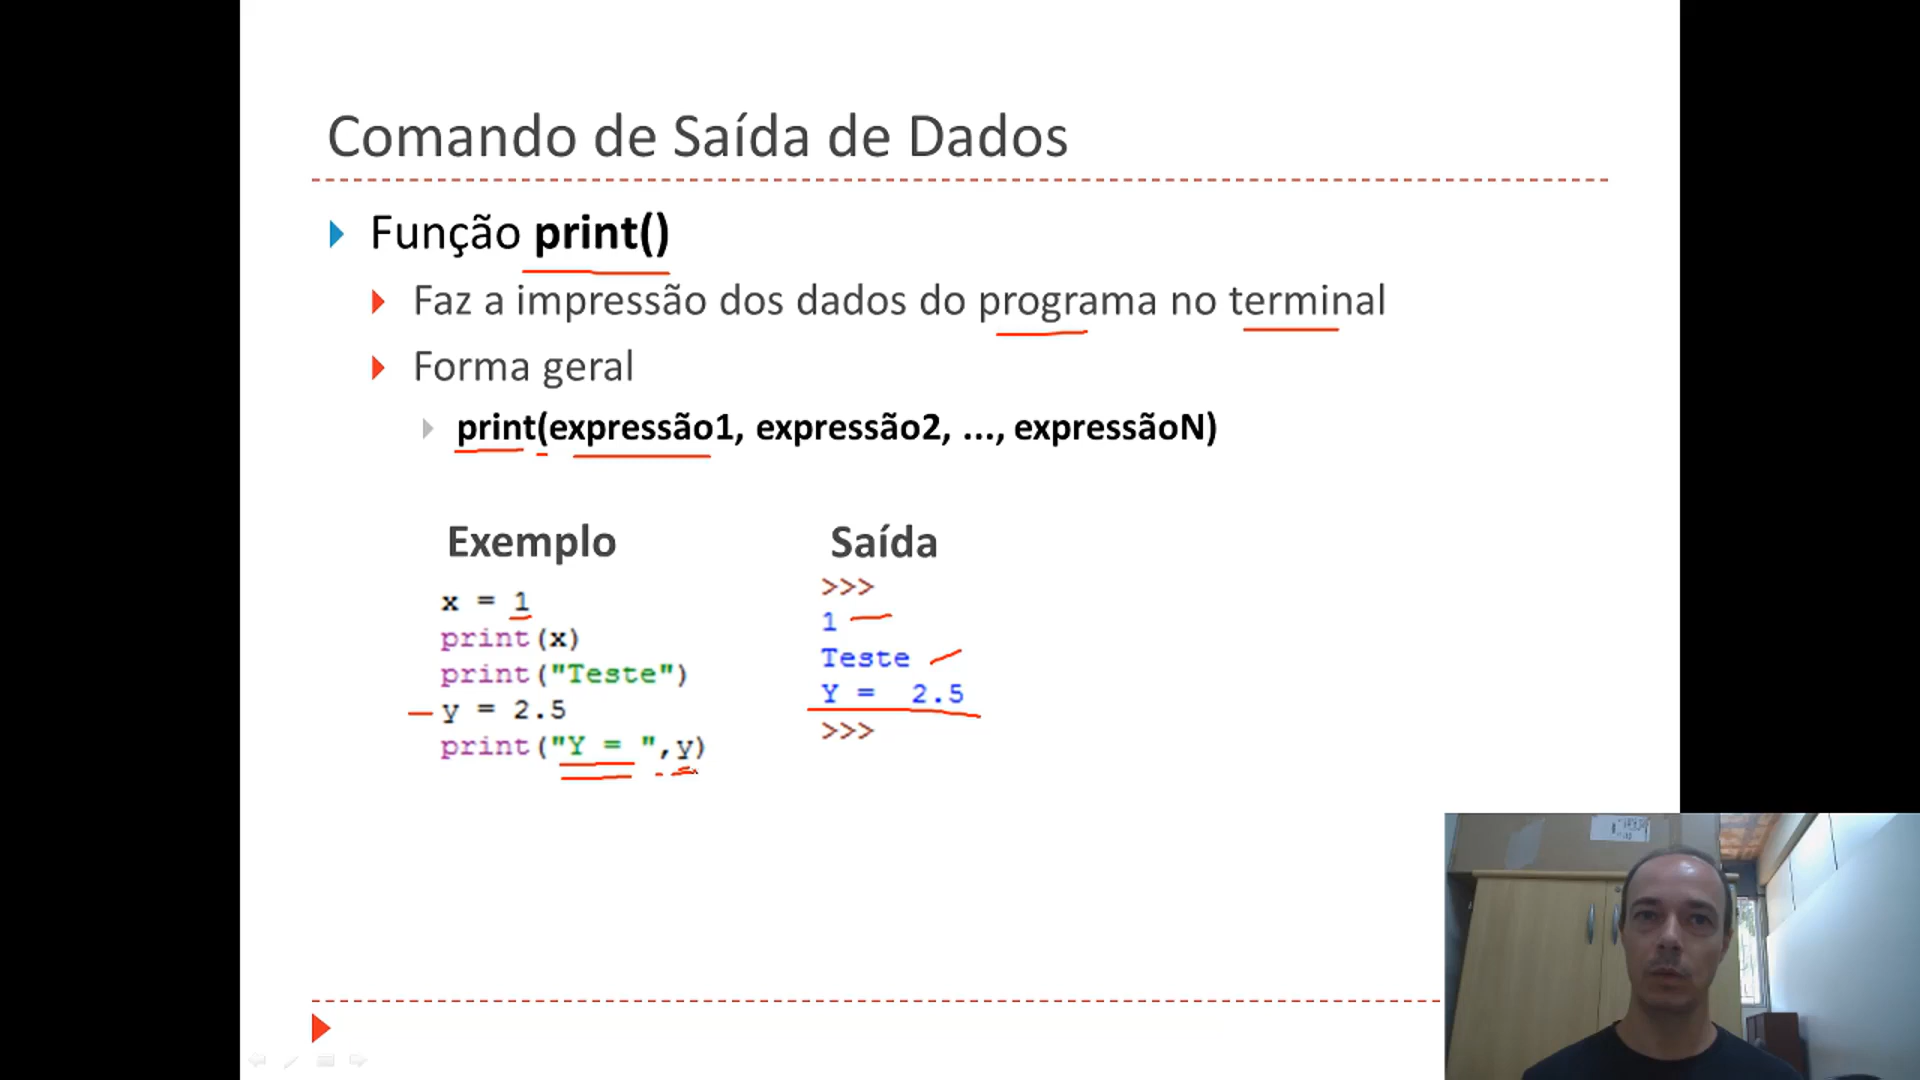 Comando de Saída de Dados
Função print()
Faz a impressão dos dados do programa no terminal
Forma geral
print(expressão1, expressão2, ..., expressãoN)
Exemplo
x = 1
print(x)
print("Teste")
y = 2.5
print("Y = ",y)
Saída
>>>
1
Teste
Y =  2.5
>>>